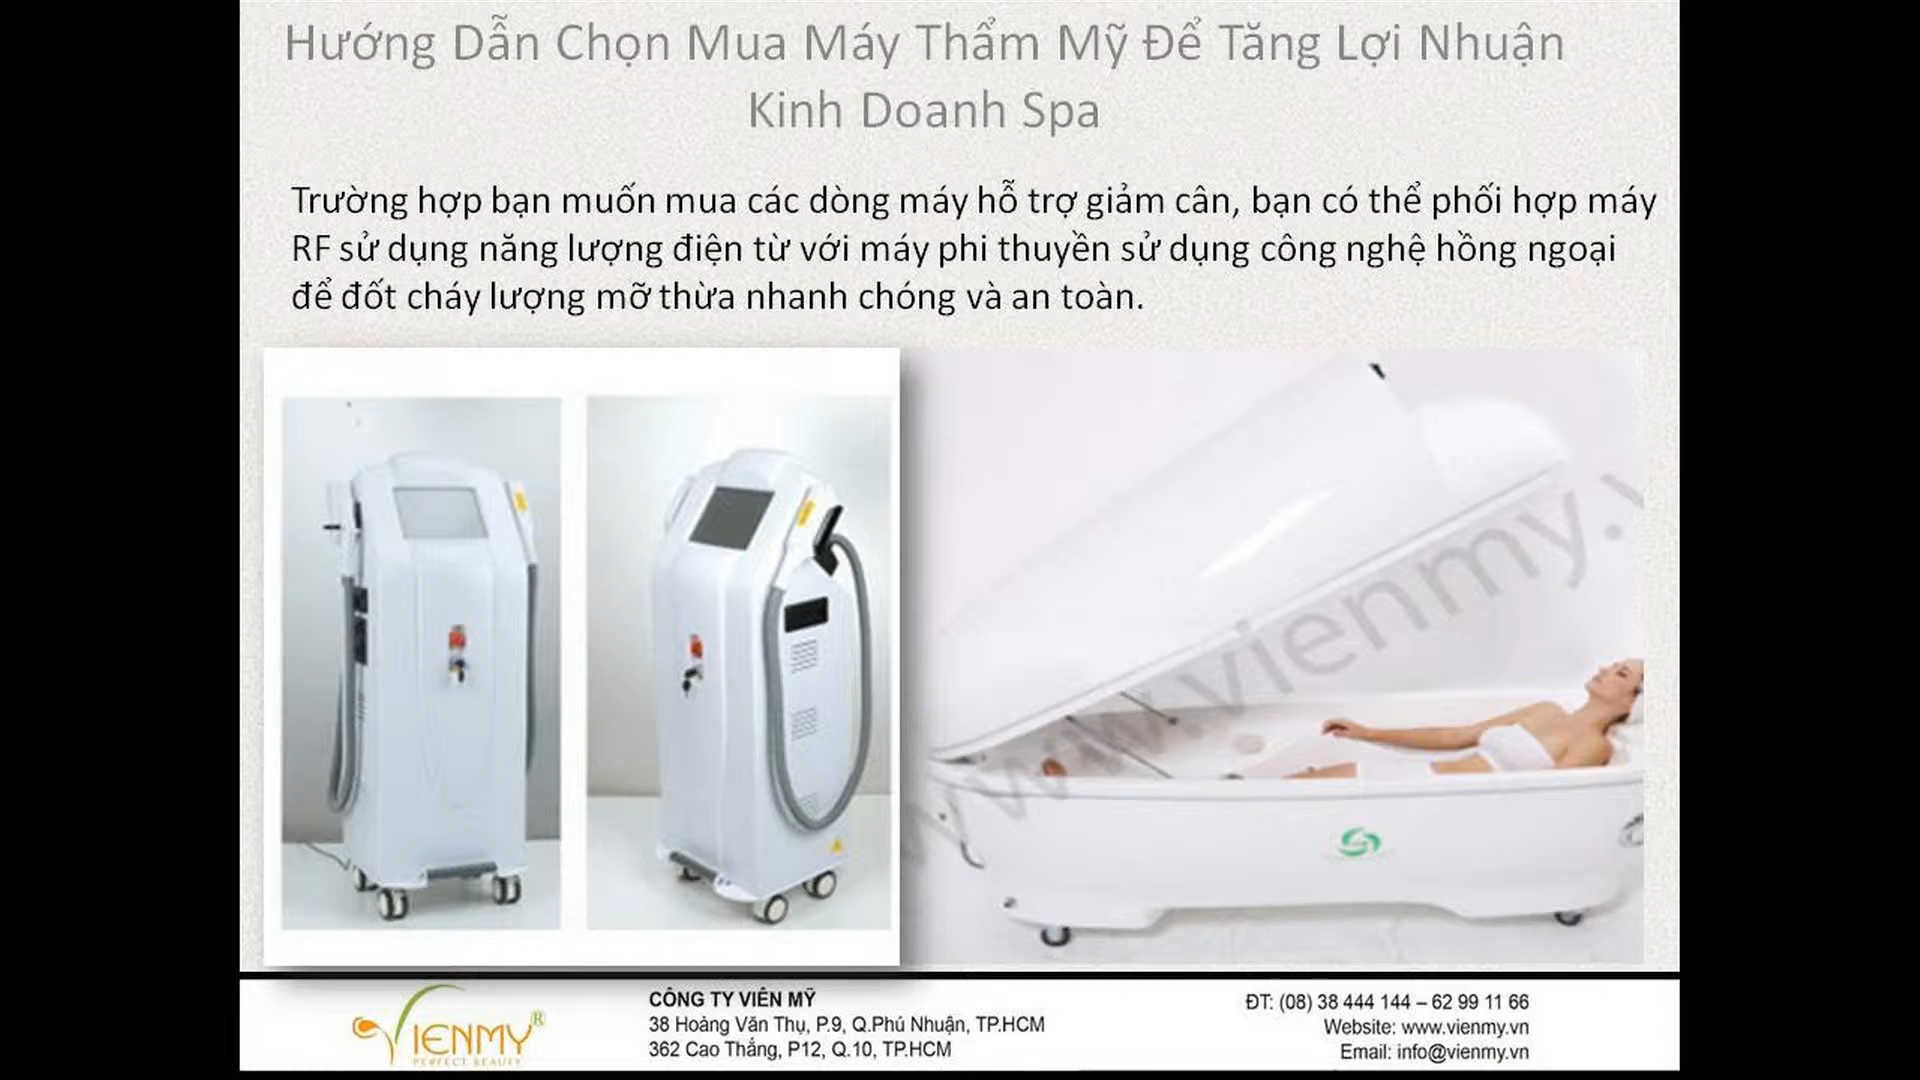 Hướng Dẫn Chọn Mua Máy Thẩm Mỹ Để Tăng Lợi Nhuận
Kinh Doanh Spa
Trường hợp bạn muốn mua các dòng máy hỗ trợ giảm cân, bạn có thể phối hợp máy
RF sử dụng năng lượng điện từ với máy phi thuyền sử dụng công nghệ hồng ngoại
để đốt cháy lượng mỡ thừa nhanh chóng và an toàn.
www.vienmy.v
VIENMY®
PERFECT BEAUTY
CÔNG TY VIÊN MỸ
38 Hoàng Văn Thụ, P.9, Q.Phú Nhuận, TP.HCM
362 Cao Thắng, P12, Q.10, TP.HCM
ĐT: (08) 38 444 144 – 62 99 11 66
Website: www.vienmy.vn
Email: info@vienmy.vn